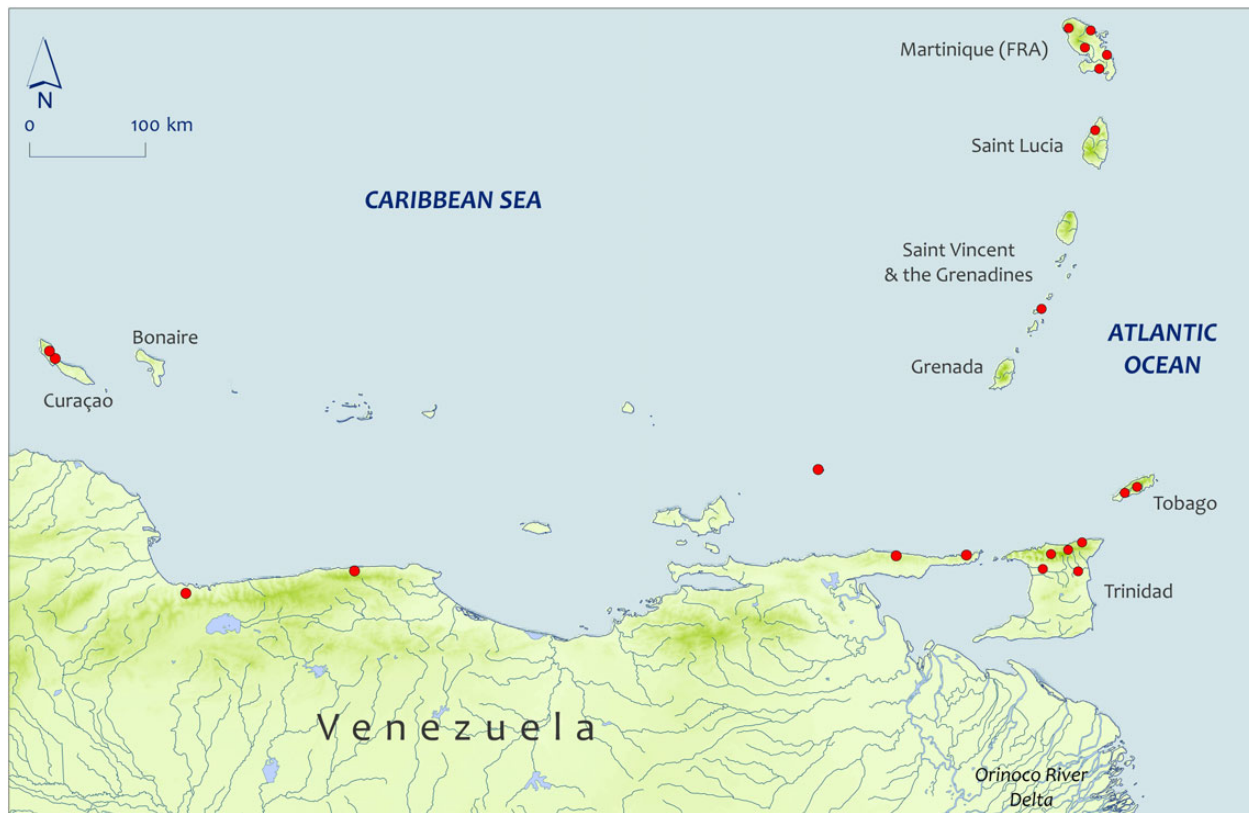 Martinique (FRA)
N
0 100 km
Saint Lucia
CARIBBEAN SEA
Saint Vincent
& the Grenadines
ATLANTIC
OCEAN
Bonaire
Grenada
Curaçao
Tobago
Trinidad
Venezuela
Orinoco River
Delta